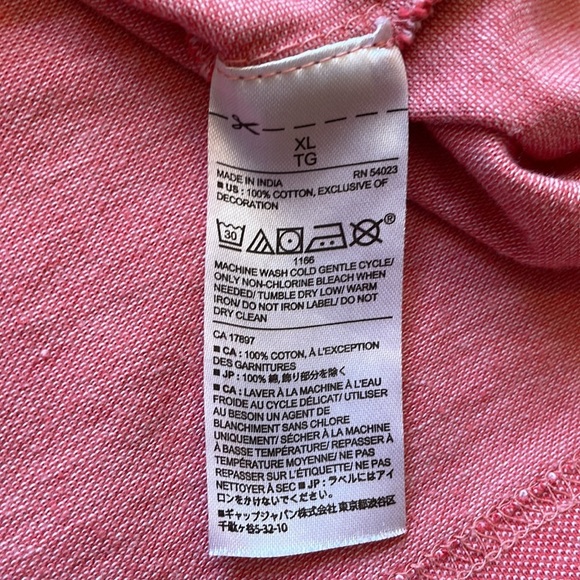 XL
TG
MADE IN INDIA RN 54023
■ US : 100% COTTON, EXCLUSIVE OF
DECORATION
30
®
1166
MACHINE WASH COLD GENTLE CYCLE/
ONLY NON-CHLORINE BLEACH WHEN
NEEDED/ TUMBLE DRY LOW/ WARM
IRON/ DO NOT IRON LABEL/ DO NOT
DRY CLEAN
CA 17897
■ CA : 100% COTON, À L'EXCEPTION
DES GARNITURES
■ JP : 100% 綿, 飾り部分を除く
■ CA : LAVER À LA MACHINE À L'EAU
FROIDE AU CYCLE DÉLICAT/ UTILISER
AU BESOIN UN AGENT DE
BLANCHIMENT SANS CHLORE
UNIQUEMENT/ SÉCHER À LA MACHINE
À BASSE TEMPÉRATURE/ REPASSER À
TEMPÉRATURE MOYENNE/ NE PAS
REPASSER SUR L'ÉTIQUETTE/ NE PAS
NETTOYER À SEC ■ JP : ラベルにはアイ
ロンをかけないでください.
■ギャップジャパン株式会社 東京都渋谷区
千駄ヶ谷5-32-10